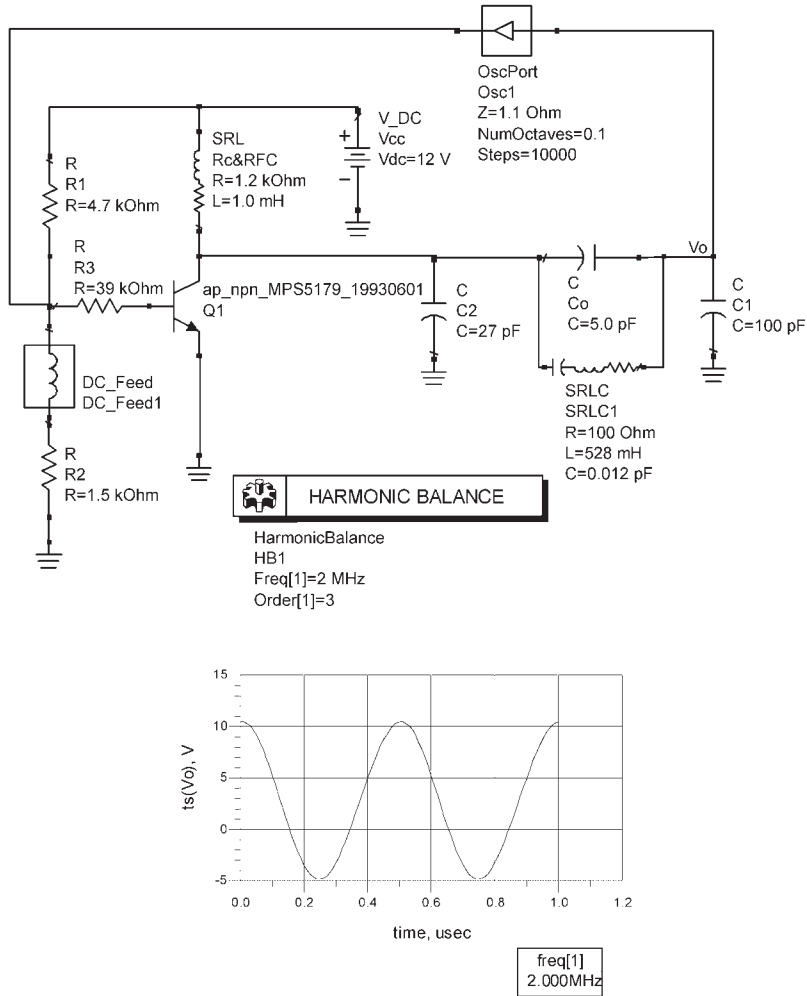 OscPort
Osc1
Z=1.1 Ohm
NumOctaves=0.1
Steps=10000
V_DC
Vcc
Vdc=12 V
+
−
SRL
Rc&RFC
R=1.2 kOhm
L=1.0 mH
R
R1
R=4.7 kOhm
R
R3
R=39 kOhm
ap_npn_MPS5179_19930601
Q1
C
C2
C=27 pF
C
Co
C=5.0 pF
Vo
C
C1
C=100 pF
SRLC
SRLC1
R=100 Ohm
L=528 mH
C=0.012 pF
DC_Feed
DC_Feed1
R
R2
R=1.5 kOhm
HARMONIC BALANCE
HarmonicBalance
HB1
Freq[1]=2 MHz
Order[1]=3
ts(Vo), V
15
10
5
0
-5
0.0 0.2 0.4 0.6 0.8 1.0 1.2
time, usec
freq[1]
2.000MHz